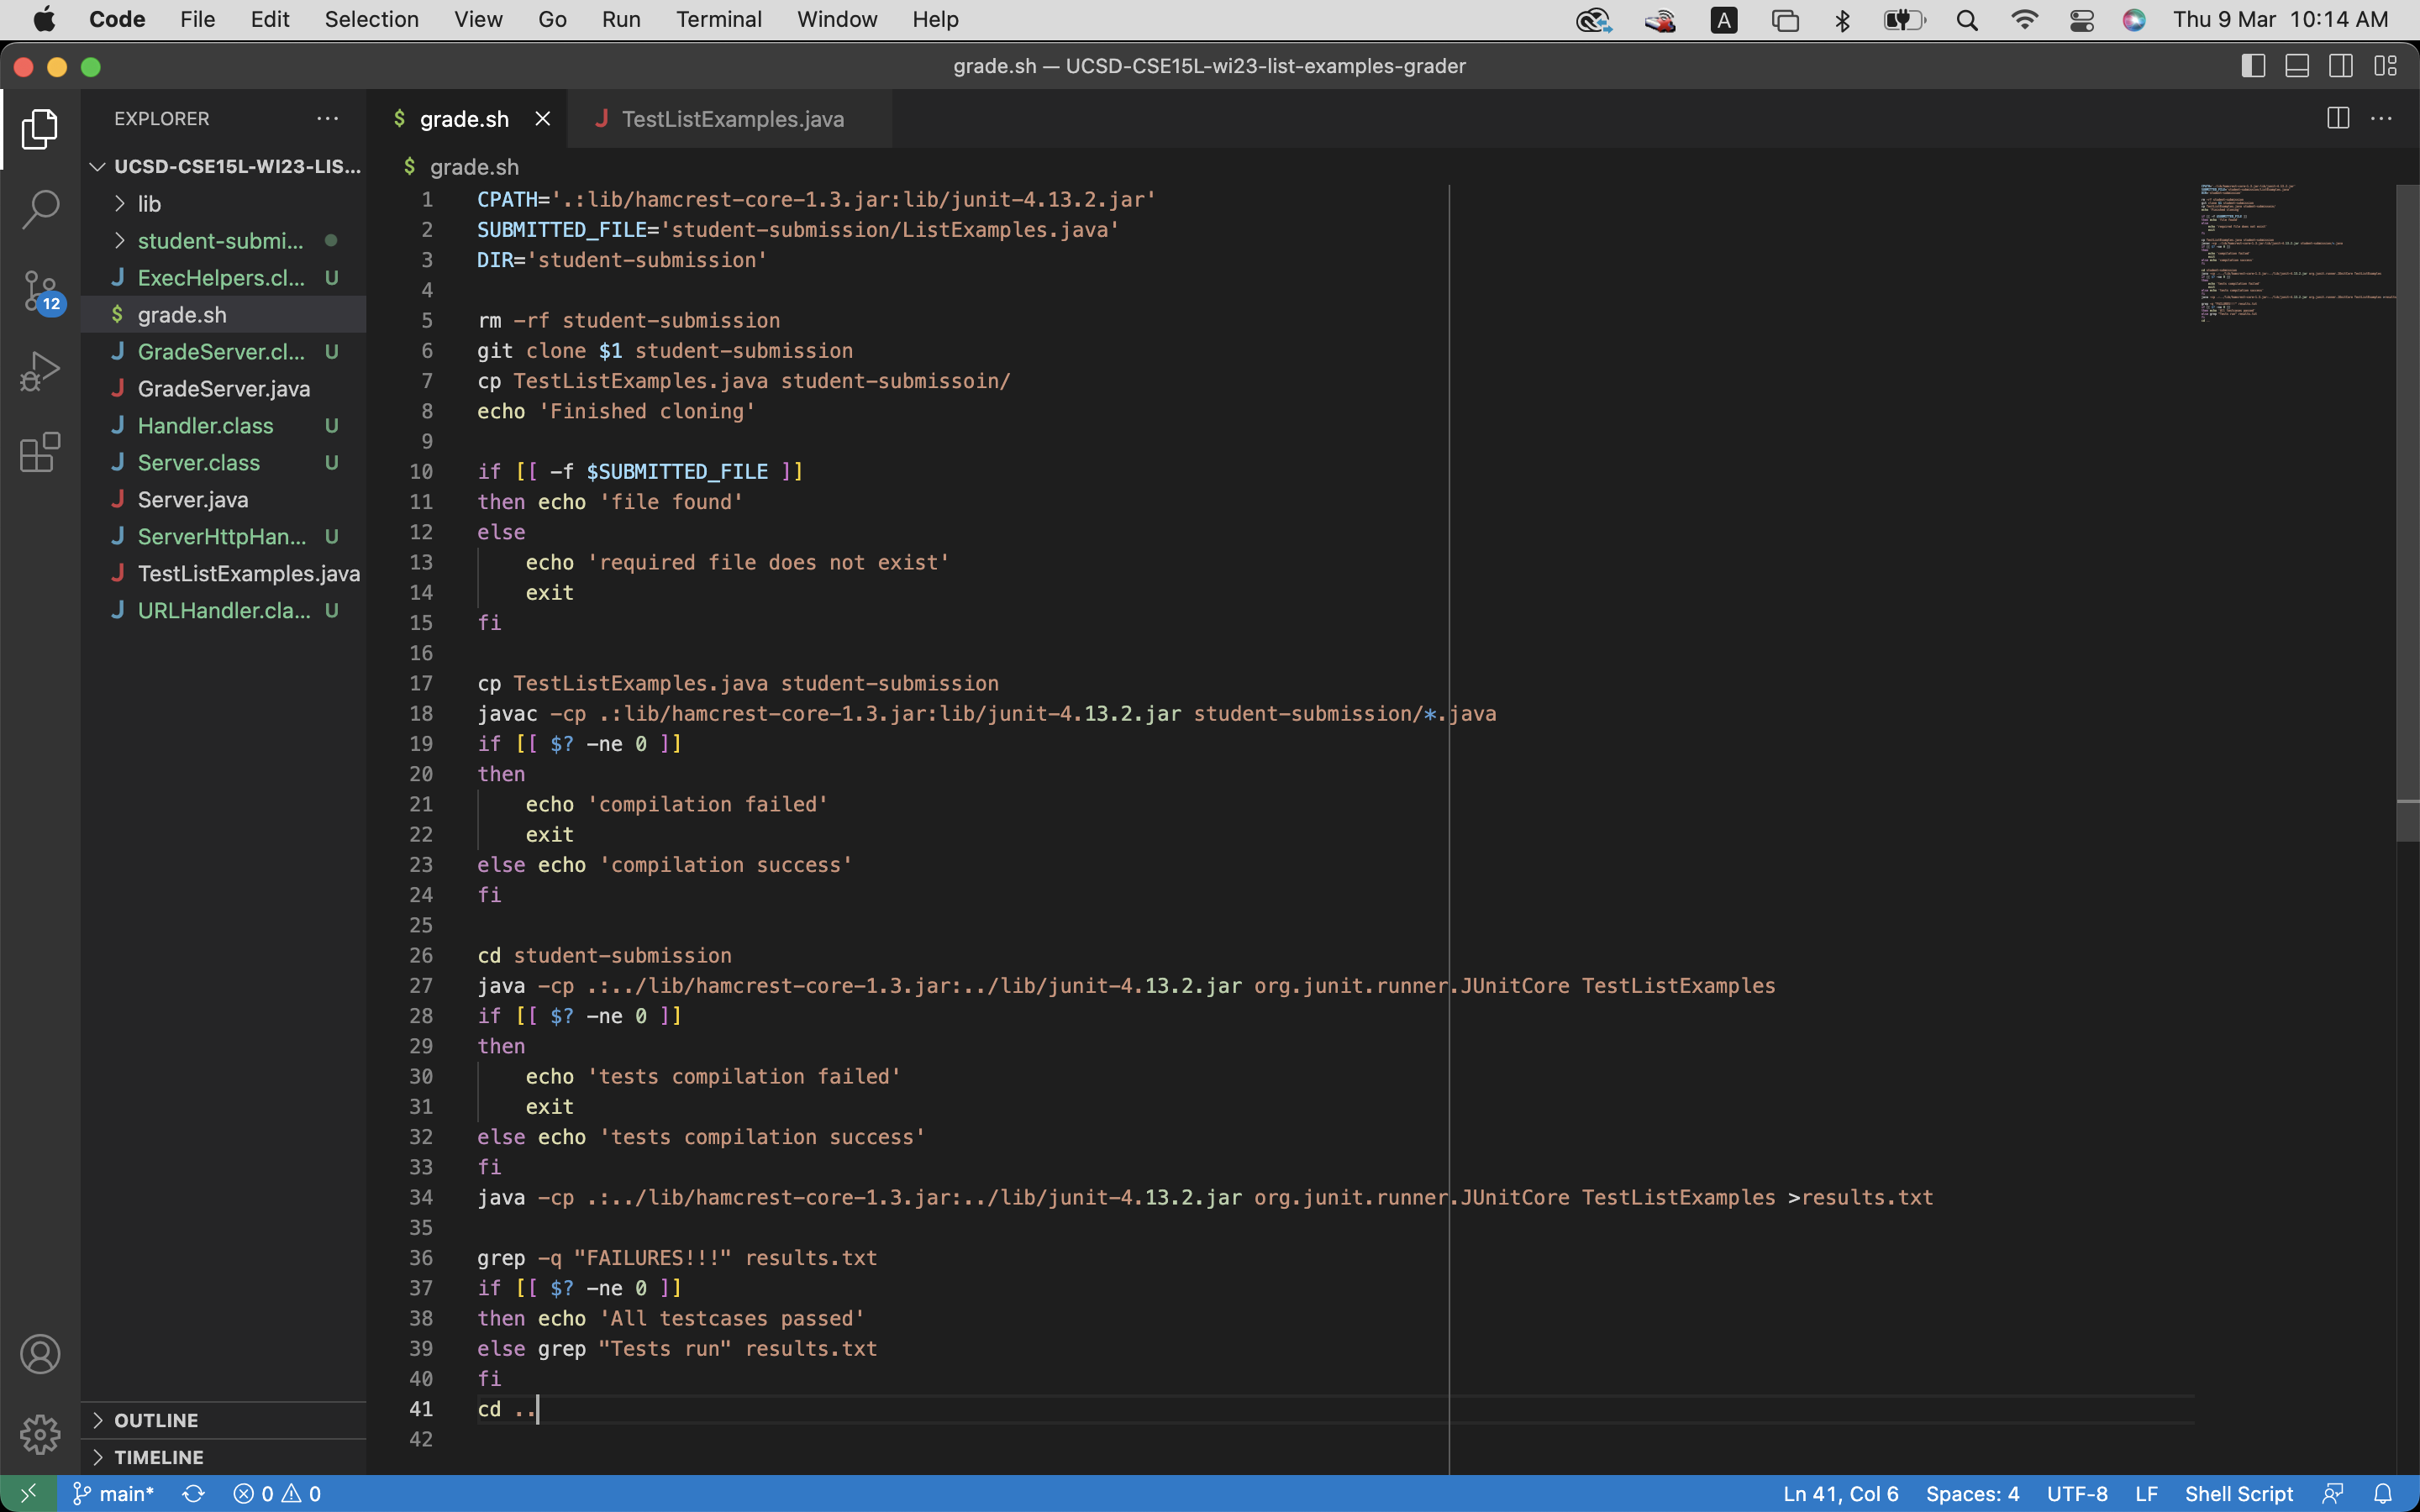 Code File Edit Selection View Go Run Terminal Window Help A Thu 9 Mar 10:14 AM
grade.sh — UCSD-CSE15L-wi23-list-examples-grader
EXPLORER ...
$ grade.sh
J TestListExamples.java
UCSD-CSE15L-WI23-LIS...
lib
student-submi...
J ExecHelpers.cl... U
$ grade.sh
J GradeServer.cl... U
J GradeServer.java
J Handler.class U
J Server.class U
J Server.java
J ServerHttpHan... U
J TestListExamples.java
J URLHandler.cla... U
12
OUTLINE
TIMELINE
$ grade.sh
1 CPATH='.:lib/hamcrest-core-1.3.jar:lib/junit-4.13.2.jar'
2 SUBMITTED_FILE='student-submission/ListExamples.java'
3 DIR='student-submission'
4
5 rm -rf student-submission
6 git clone $1 student-submission
7 cp TestListExamples.java student-submissoin/
8 echo 'Finished cloning'
9
10 if [[ -f $SUBMITTED_FILE ]]
11 then echo 'file found'
12 else
13 echo 'required file does not exist'
14 exit
15 fi
16
17 cp TestListExamples.java student-submission
18 javac -cp .:lib/hamcrest-core-1.3.jar:lib/junit-4.13.2.jar student-submission/*.java
19 if [[ $? -ne 0 ]]
20 then
21 echo 'compilation failed'
22 exit
23 else echo 'compilation success'
24 fi
25
26 cd student-submission
27 java -cp .:../lib/hamcrest-core-1.3.jar:../lib/junit-4.13.2.jar org.junit.runner.JUnitCore TestListExamples
28 if [[ $? -ne 0 ]]
29 then
30 echo 'tests compilation failed'
31 exit
32 else echo 'tests compilation success'
33 fi
34 java -cp .:../lib/hamcrest-core-1.3.jar:../lib/junit-4.13.2.jar org.junit.runner.JUnitCore TestListExamples >results.txt
35
36 grep -q "FAILURES!!!" results.txt
37 if [[ $? -ne 0 ]]
38 then echo 'All testcases passed'
39 else grep "Tests run" results.txt
40 fi
41 cd ..
42
main* 0 0 Ln 41, Col 6 Spaces: 4 UTF-8 LF Shell Script